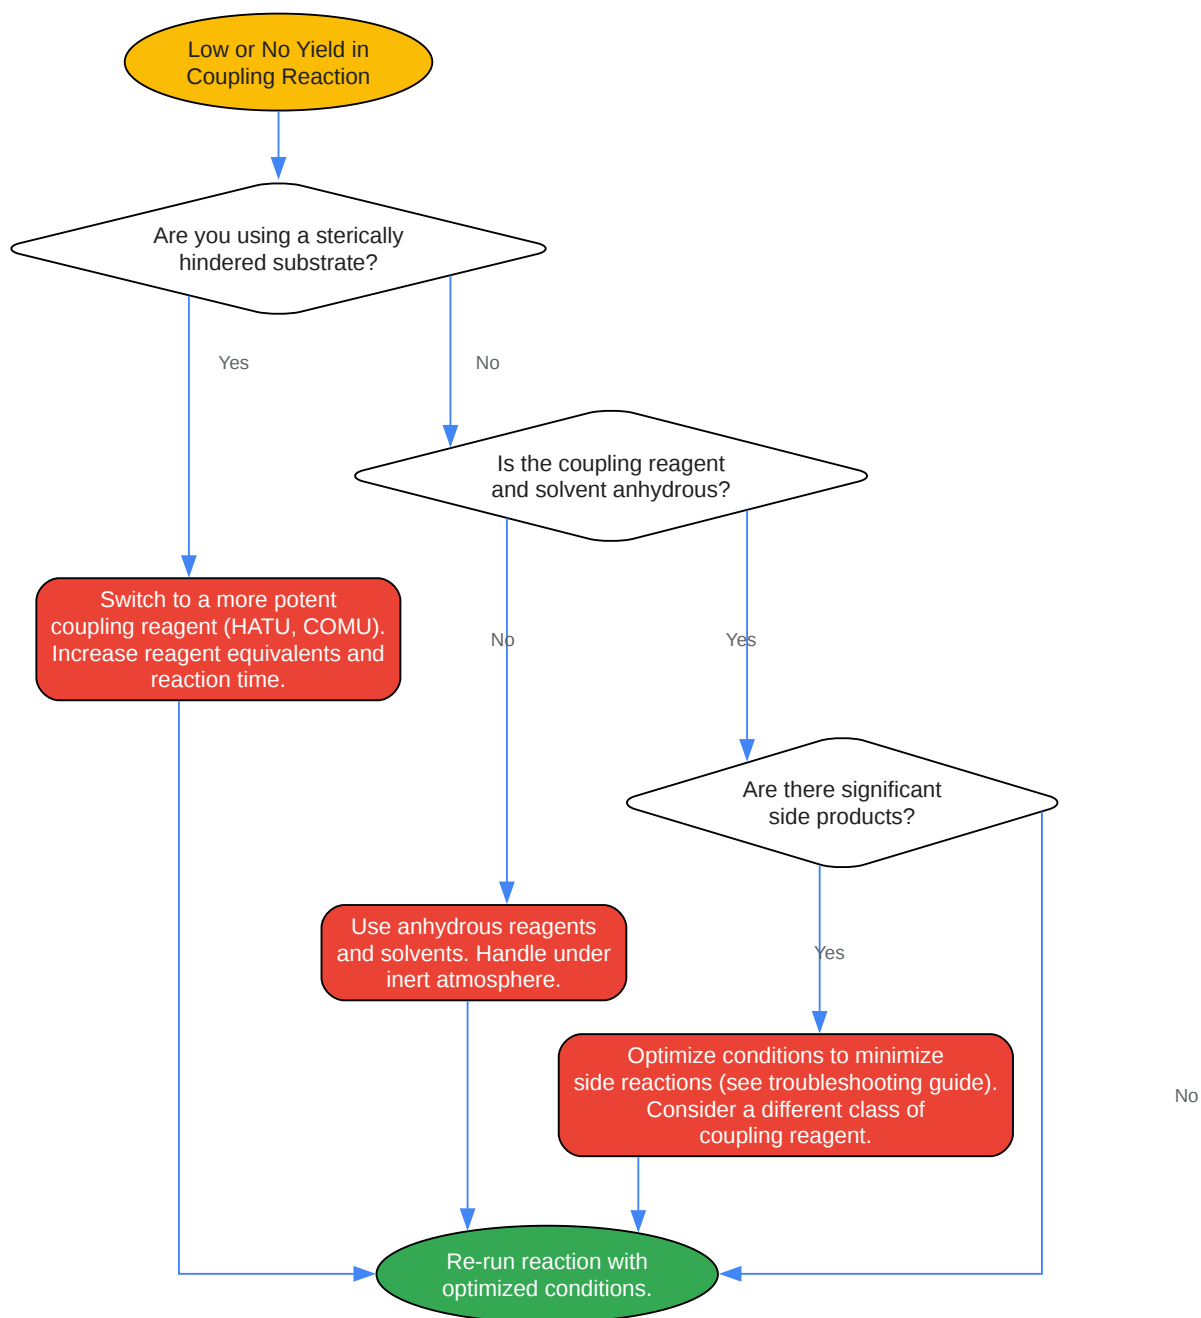 Low or No Yield in
Coupling Reaction
Are you using a sterically
hindered substrate?
Yes
No
Is the coupling reagent
and solvent anhydrous?
Switch to a more potent
coupling reagent (HATU, COMU).
Increase reagent equivalents and
reaction time.
No
Yes
Are there significant
side products?
Use anhydrous reagents
and solvents. Handle under
inert atmosphere.
Yes
Optimize conditions to minimize
side reactions (see troubleshooting guide).
Consider a different class of
coupling reagent.
No
Re-run reaction with
optimized conditions.